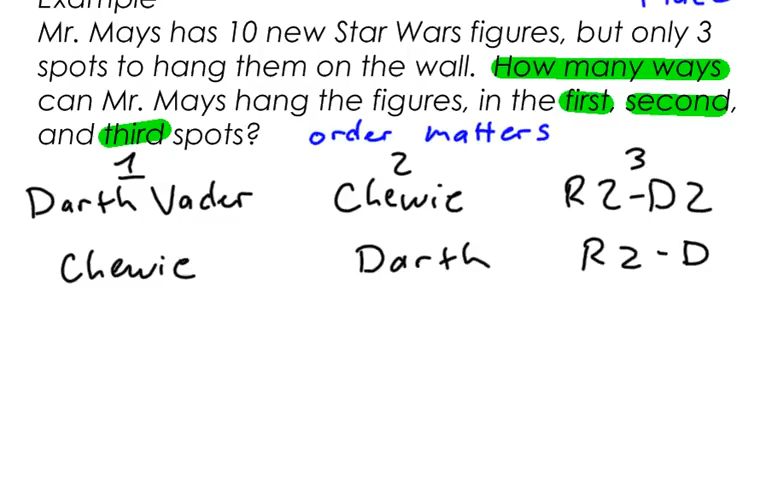 Example
Mr. Mays has 10 new Star Wars figures, but only 3
spots to hang them on the wall. How many ways
can Mr. Mays hang the figures, in the first, second,
and third spots? order matters
1 2 3
Darth Vader Chewie R2-D2
Chewie Darth R2-D